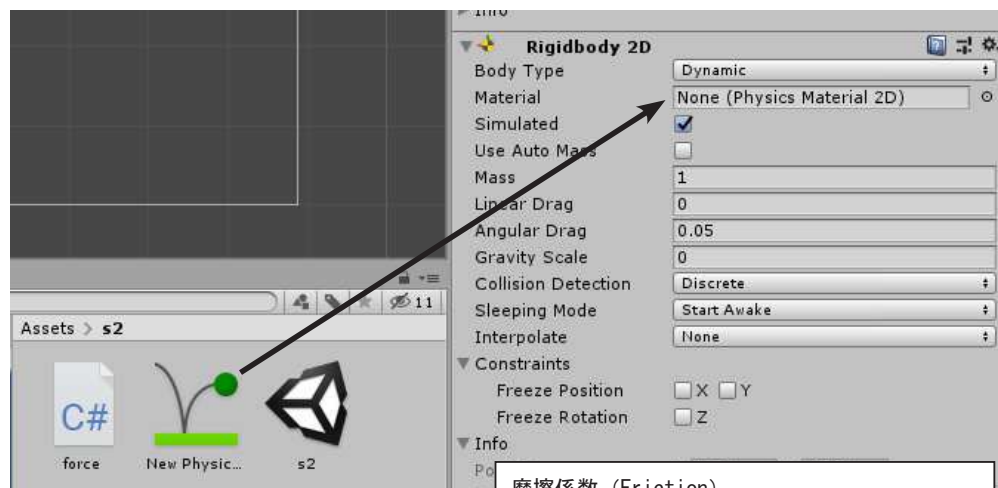 Info
Rigidbody 2D
Body Type Dynamic
Material None (Physics Material 2D)
Simulated
Use Auto Mass
Mass 1
Linear Drag 0
Angular Drag 0.05
Gravity Scale 0
Collision Detection Discrete
Sleeping Mode Start Awake
Interpolate None
Constraints
Freeze Position X Y
Freeze Rotation Z
Info
11
Assets > s2
C#
force New Physic... s2
摩擦係数 (Friction)